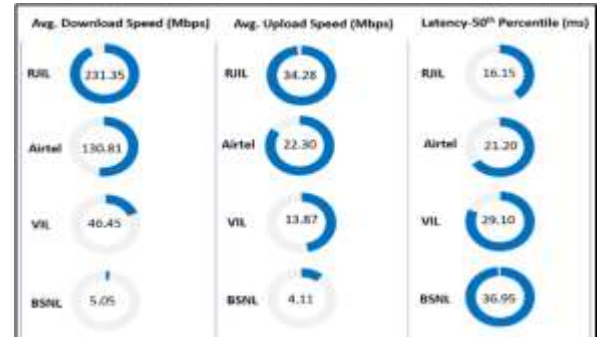 Avg. Download Speed (Mbps)
RJIL 231.35
Airtel 130.81
VIL 46.45
BSNL 5.05
Avg. Upload Speed (Mbps)
RJIL 34.28
Airtel 22.30
VIL 13.87
BSNL 4.11
Latency-50th Percentile (ms)
RJIL 16.15
Airtel 21.20
VIL 29.10
BSNL 36.95